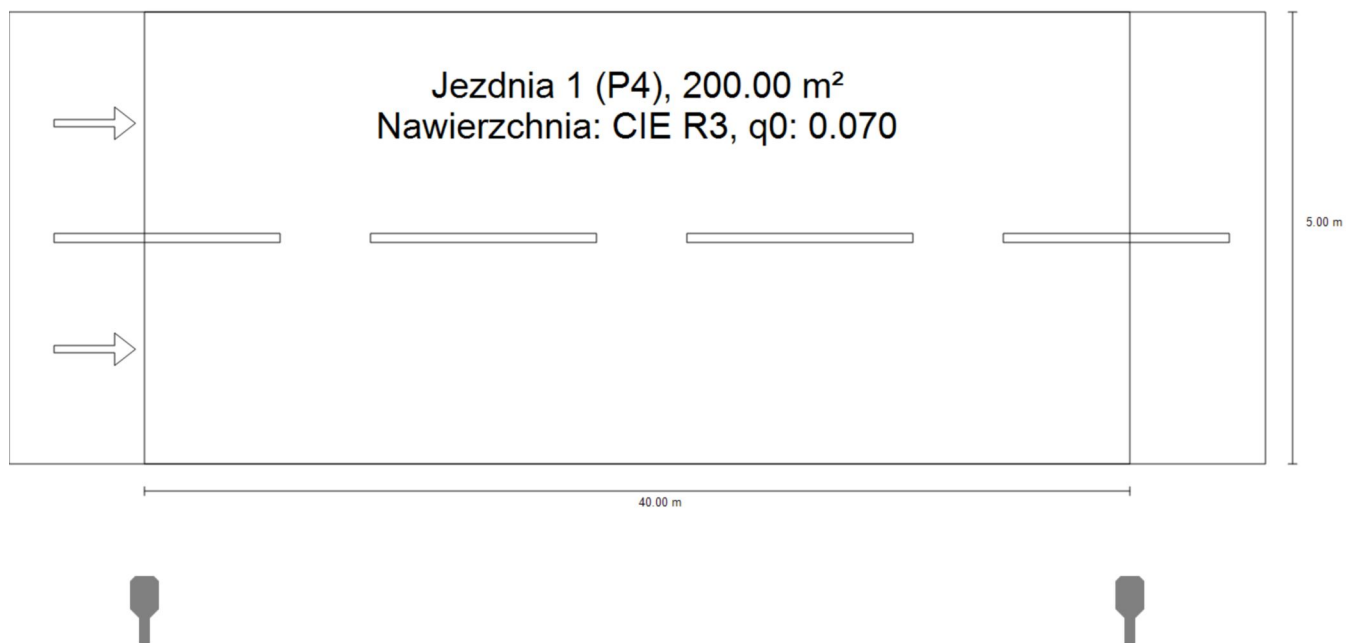 Jezdnia 1 (P4), 200.00 m²
Nawierzchnia: CIE R3, q0: 0.070
5.00 m
40.00 m